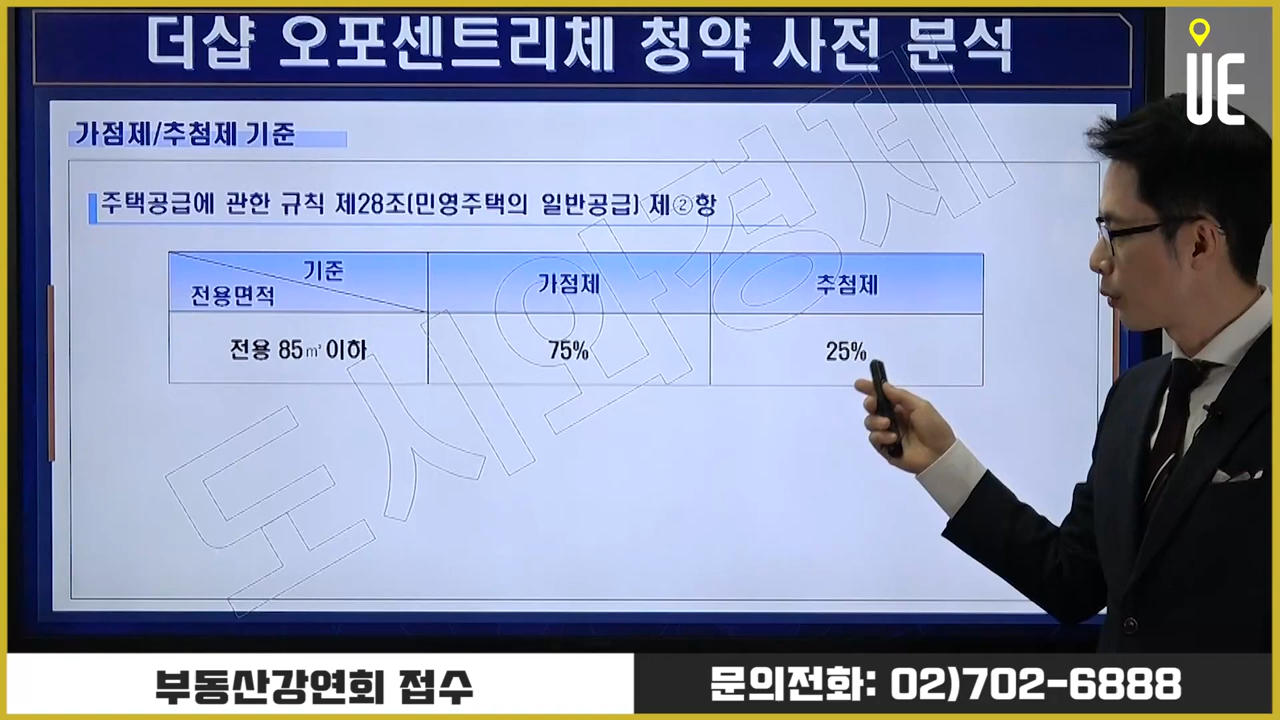 더샵 오포센트리체 청약 사전 분석
UE
가점제/추첨제 기준
주택공급에 관한 규칙 제28조(민영주택의 일반공급) 제②항
기준
전용면적
가점제
추첨제
전용 85㎡ 이하
75%
25%
도시와경제
부동산강연회 접수
문의전화: 02)702-6888